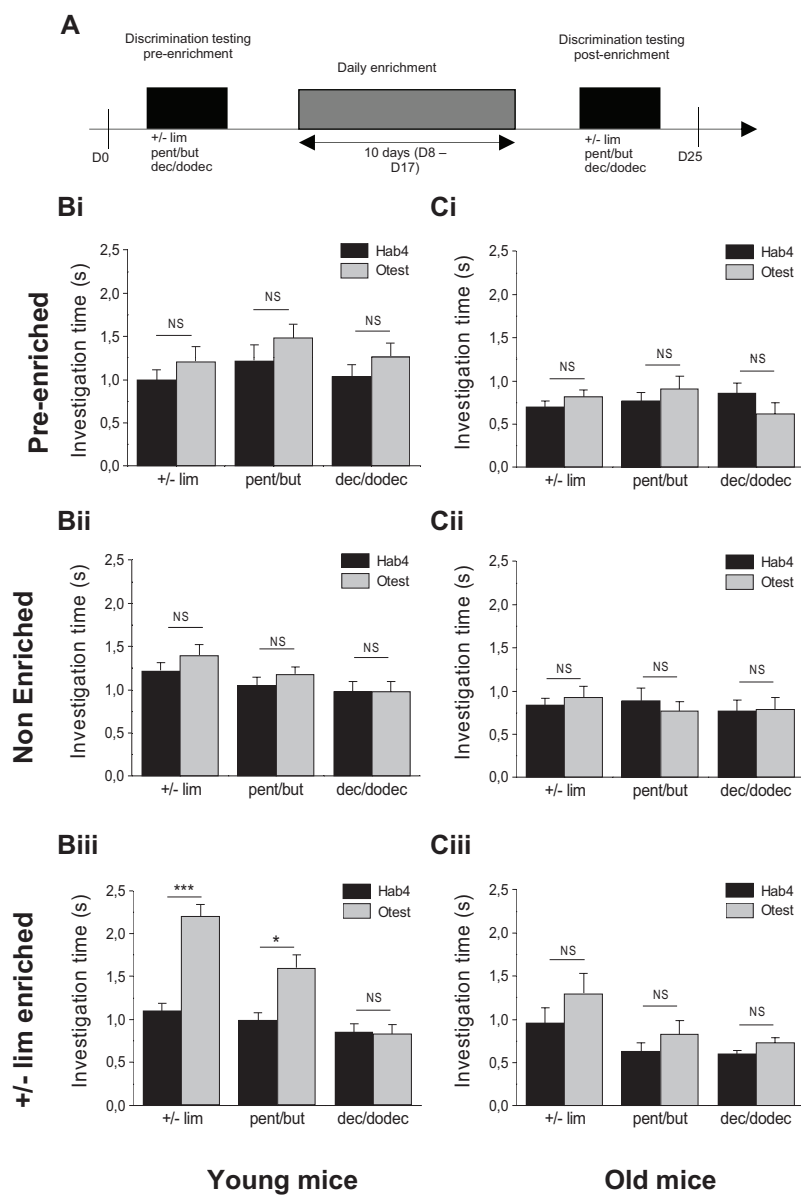 A
Discrimination testing
pre-enrichment
Daily enrichment
Discrimination testing
post-enrichment
+/- lim
pent/but
dec/dodec
D0
10 days (D8 –
D17)
+/- lim
pent/but
dec/dodec
D25
Pre-enriched
Bi
Investigation time (s)
2,5
2,0
1,5
1,0
0,5
0,0
Hab4
Otest
NS
NS
NS
+/- lim
pent/but
dec/dodec
Ci
Investigation time (s)
2,5
2,0
1,5
1,0
0,5
0,0
Hab4
Otest
NS
NS
NS
+/- lim
pent/but
dec/dodec
Non Enriched
Bii
Investigation time (s)
2,5
2,0
1,5
1,0
0,5
0,0
Hab4
Otest
NS
NS
NS
+/- lim
pent/but
dec/dodec
Cii
Investigation time (s)
2,5
2,0
1,5
1,0
0,5
0,0
Hab4
Otest
NS
NS
NS
+/- lim
pent/but
dec/dodec
+/- lim enriched
Biii
Investigation time (s)
2,5
2,0
1,5
1,0
0,5
0,0
Hab4
Otest
***
*
NS
+/- lim
pent/but
dec/dodec
Ciii
Investigation time (s)
2,5
2,0
1,5
1,0
0,5
0,0
Hab4
Otest
NS
NS
NS
+/- lim
pent/but
dec/dodec
Young mice
Old mice